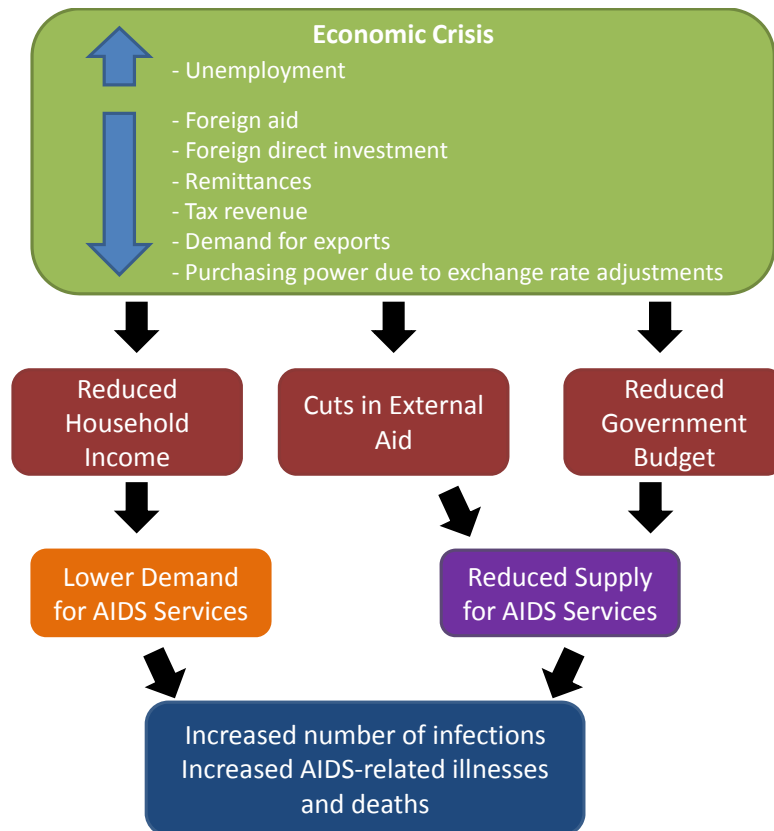 Economic Crisis
- Unemployment
- Foreign aid
- Foreign direct investment
- Remittances
- Tax revenue
- Demand for exports
- Purchasing power due to exchange rate adjustments
Reduced
Household
Income
Cuts in External
Aid
Reduced
Government
Budget
Lower Demand
for AIDS Services
Reduced Supply
for AIDS Services
Increased number of infections
Increased AIDS-related illnesses
and deaths